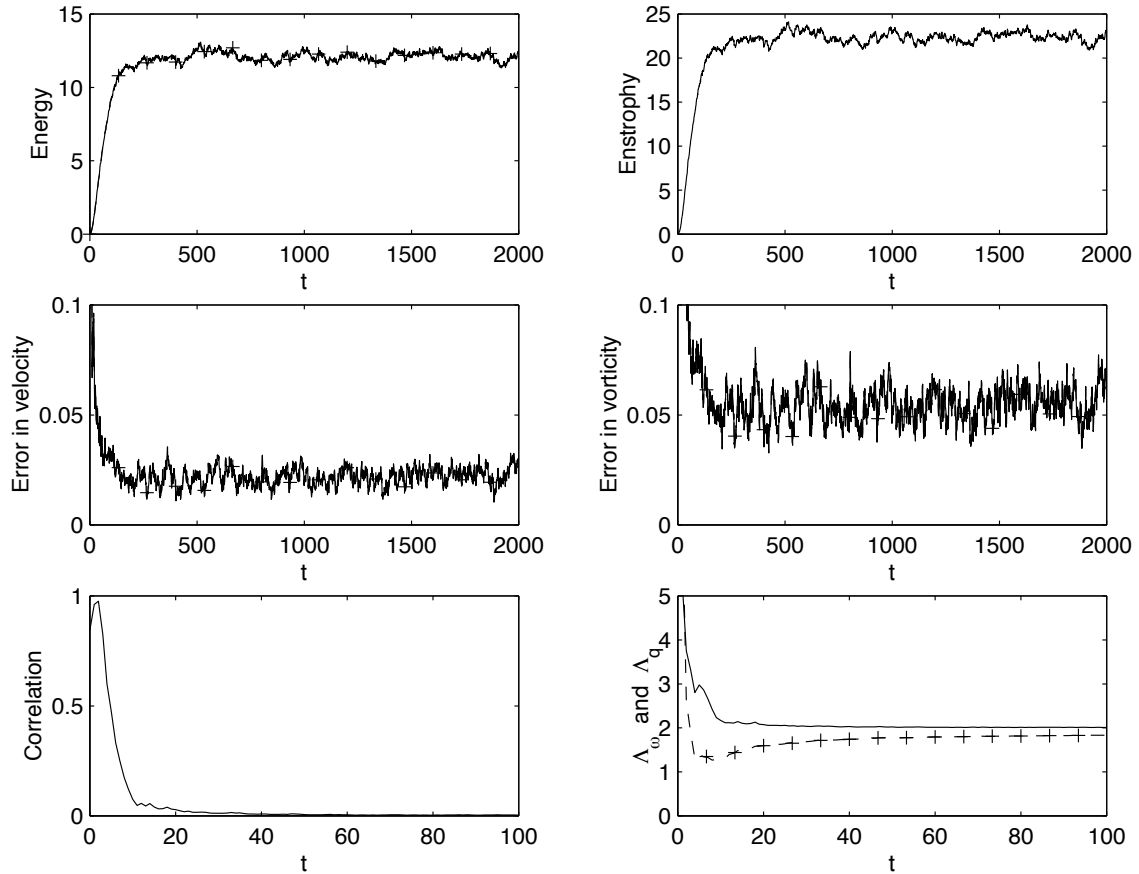 15
10
5
0
Energy
0 500 1000 1500 2000
t
25
20
15
10
5
0
Enstrophy
0 500 1000 1500 2000
t
0.1
0.05
0
Error in velocity
0 500 1000 1500 2000
t
0.1
0.05
0
Error in vorticity
0 500 1000 1500 2000
t
1
0.5
0
Correlation
0 20 40 60 80 100
t
5
4
3
2
1
0
Λω and Λq
0 20 40 60 80 100
t